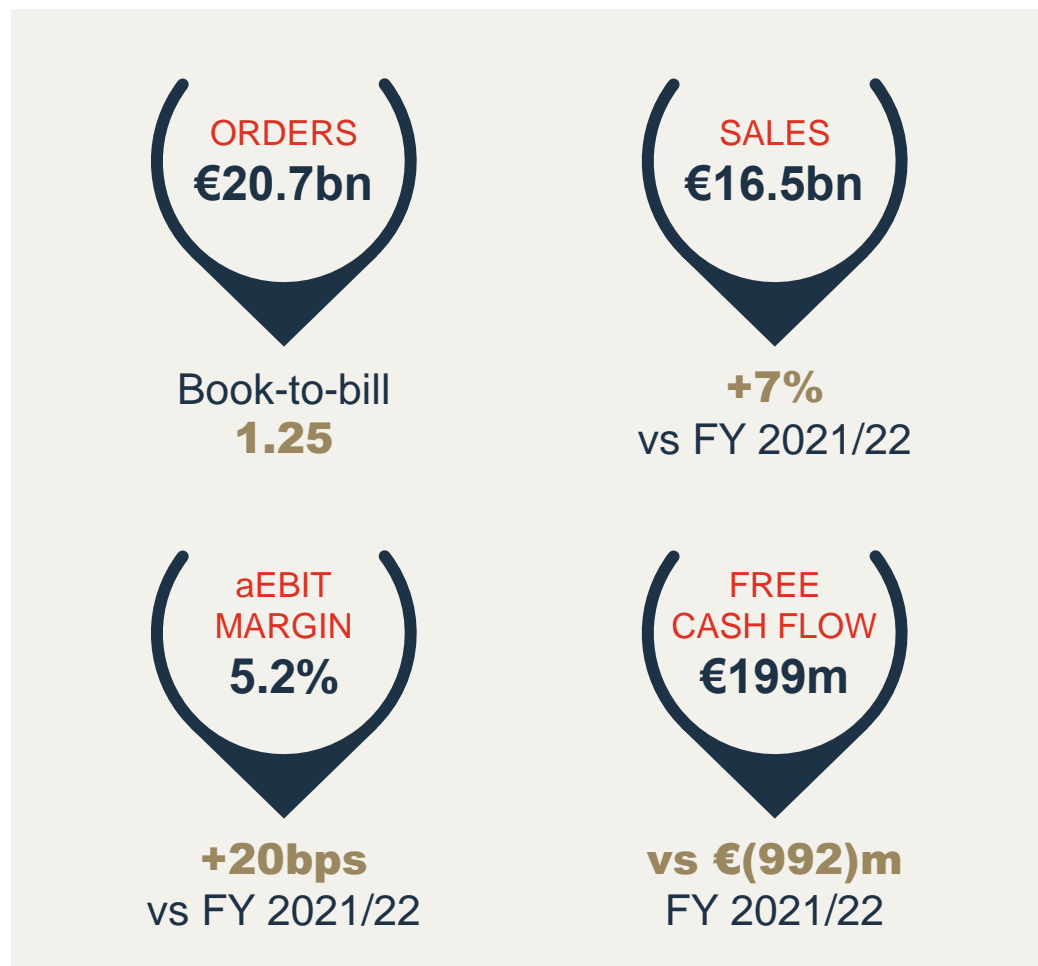 ORDERS
€20.7bn
Book-to-bill
1.25
SALES
€16.5bn
+7%
vs FY 2021/22
aEBIT
MARGIN
5.2%
+20bps
vs FY 2021/22
FREE
CASH FLOW
€199m
vs €(992)m
FY 2021/22